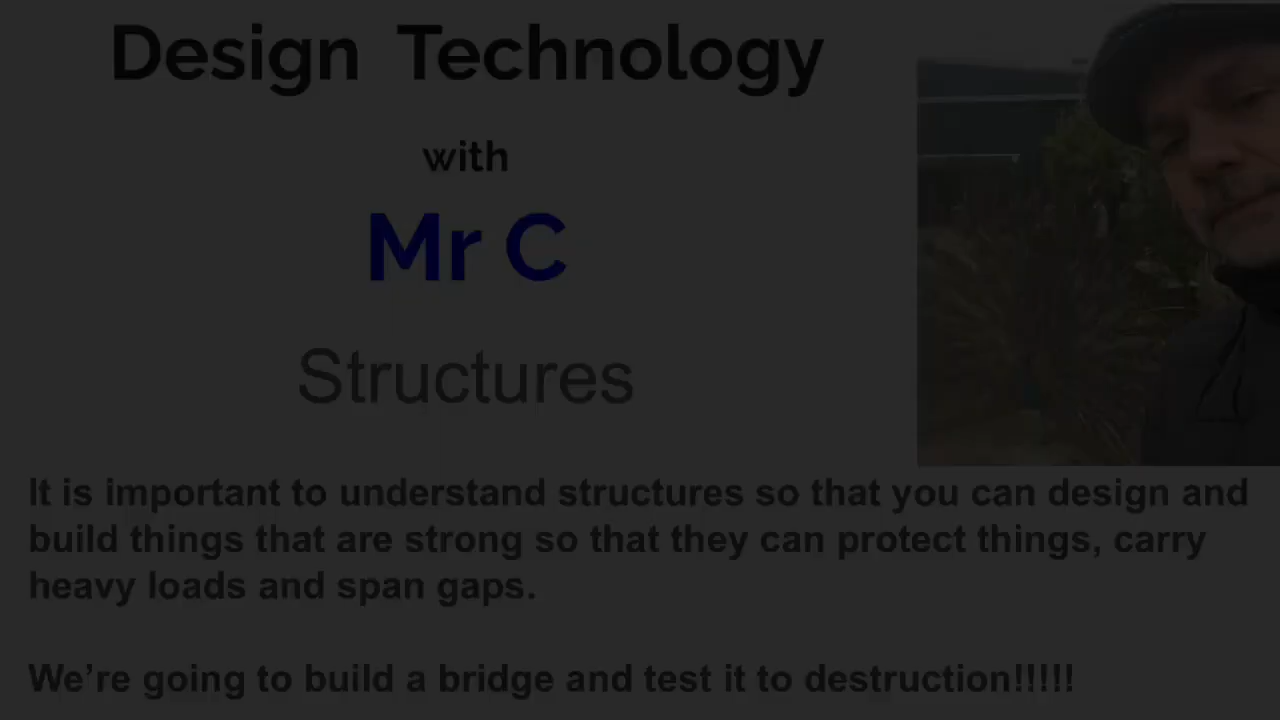 Design Technology
with
Mr C
Structures
It is important to understand structures so that you can design and
build things that are strong so that they can protect things, carry
heavy loads and span gaps.
We’re going to build a bridge and test it to destruction!!!!!